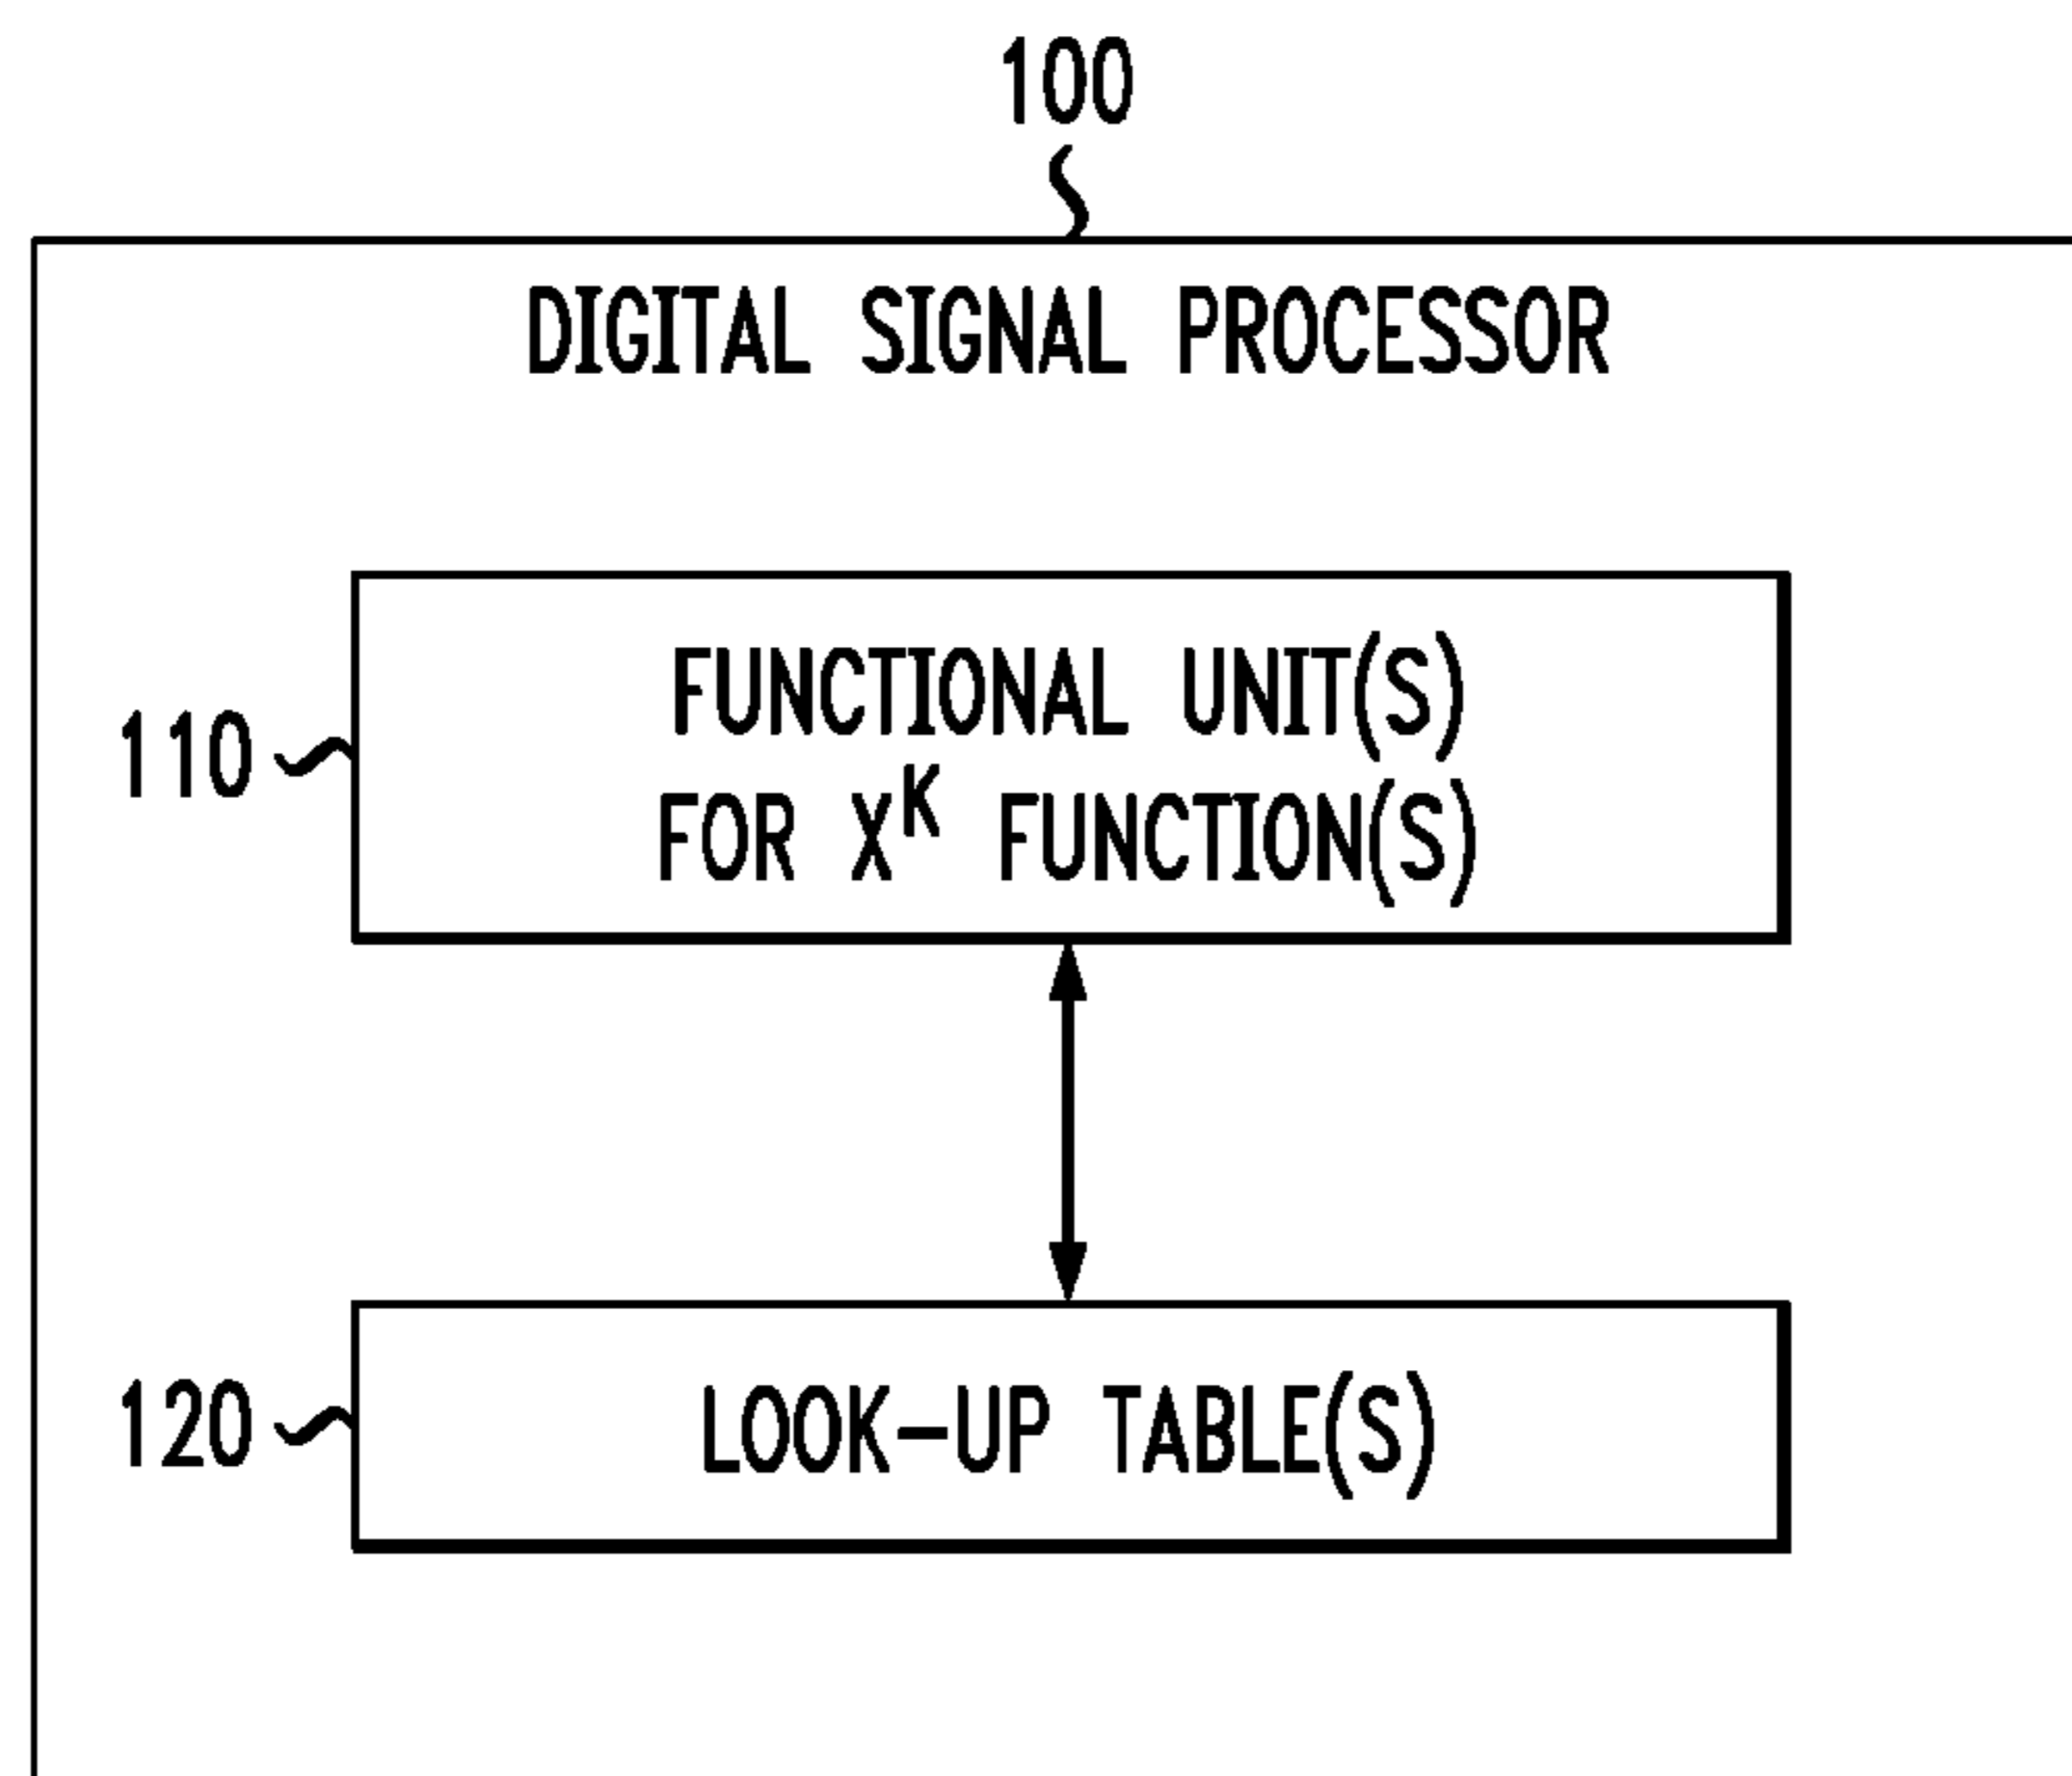 100
DIGITAL SIGNAL PROCESSOR
FUNCTIONAL UNIT(S)
110
FOR X^K FUNCTION(S)
120
LOOK-UP TABLE(S)